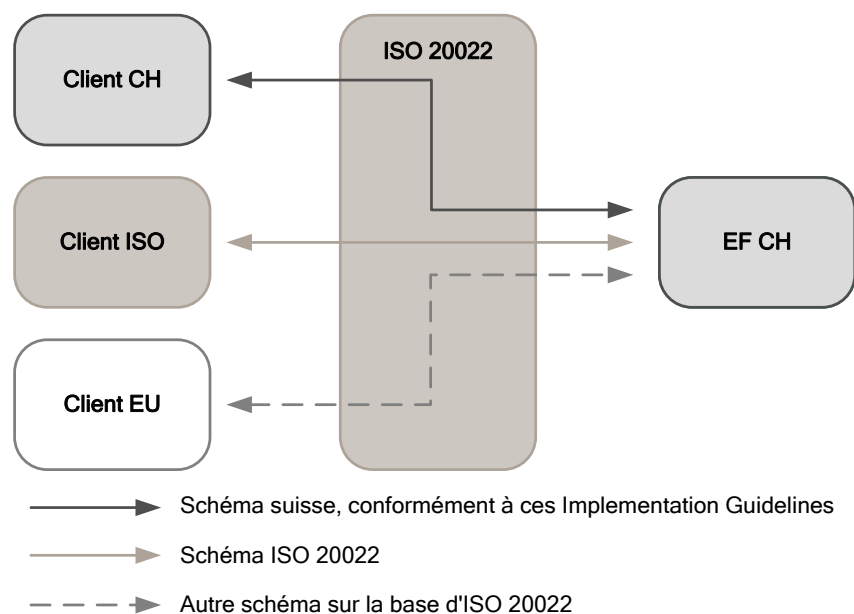 ISO 20022
Client CH
Client ISO
EF CH
Client EU
Schéma suisse, conformément à ces Implementation Guidelines
Schéma ISO 20022
Autre schéma sur la base d'ISO 20022